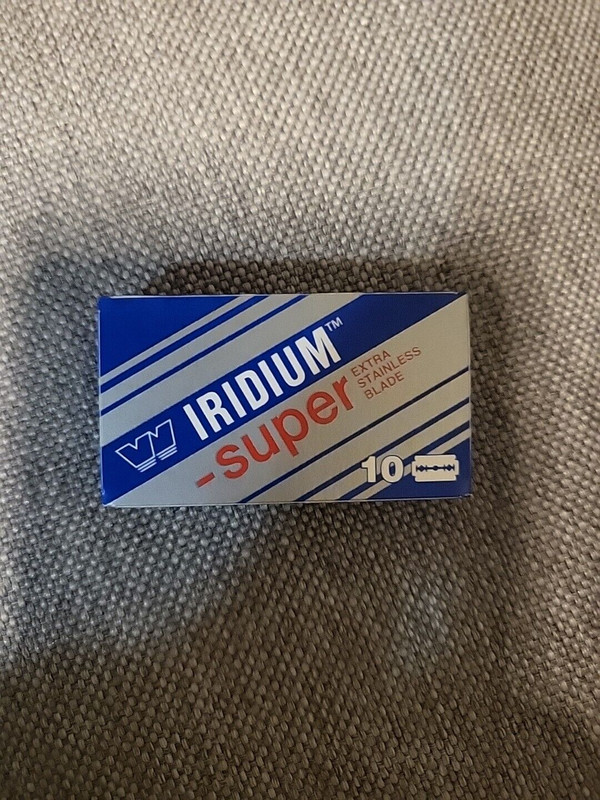 IRIDIUM™
-super
EXTRA
STAINLESS
BLADE
10